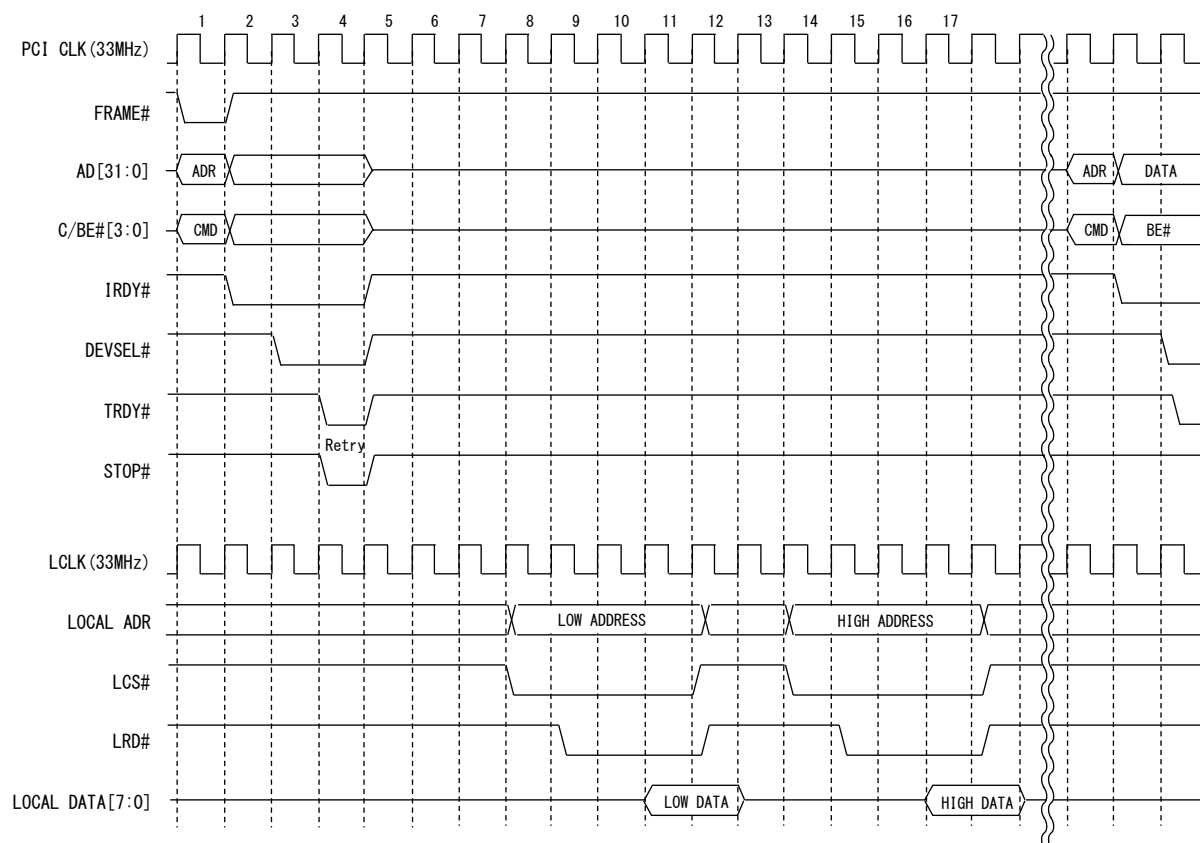 1 2 3 4 5 6 7 8 9 10 11 12 13 14 15 16 17
PCI CLK(33MHz)
FRAME#
AD[31:0] ADR ADR DATA
C/BE#[3:0] CMD CMD BE#
IRDY#
DEVSEL#
TRDY#
Retry
STOP#
LCLK(33MHz)
LOCAL ADR LOW ADDRESS HIGH ADDRESS
LCS#
LRD#
LOCAL DATA[7:0] LOW DATA HIGH DATA